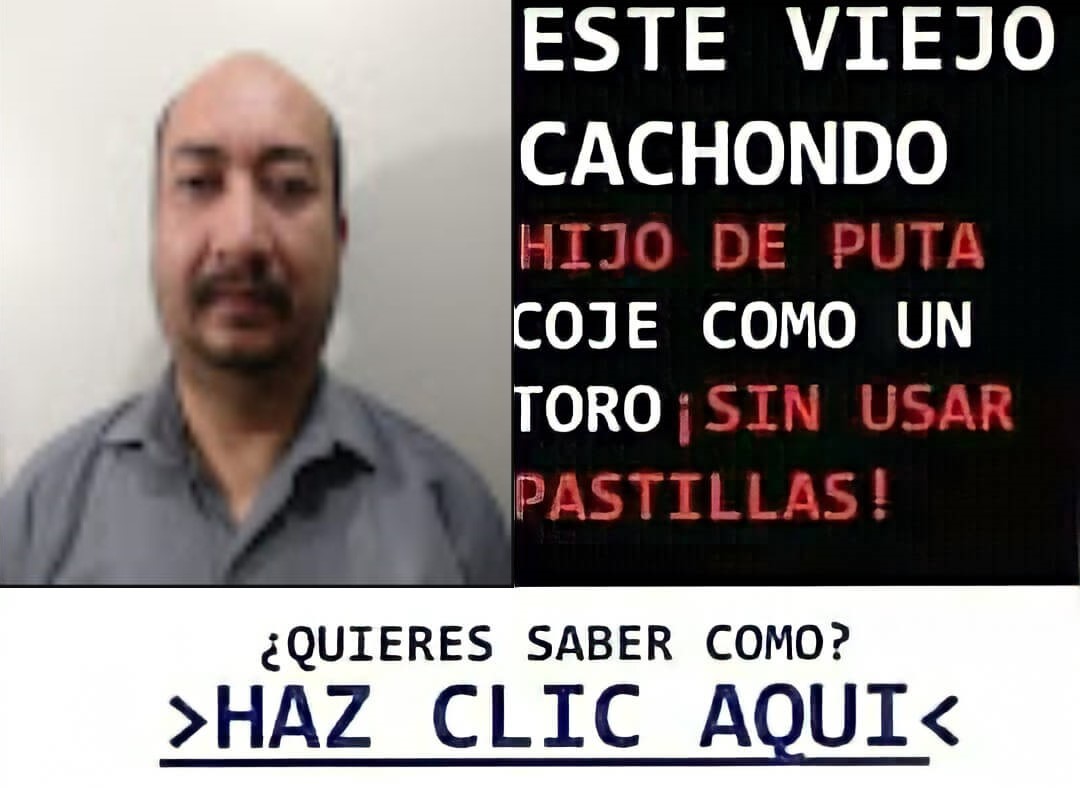 ESTE VIEJO
CACHONDO
HIJO DE PUTA
COJE COMO UN
TORO ¡SIN USAR
PASTILLAS!
¿QUIERES SABER COMO?
>HAZ CLIC AQUI<